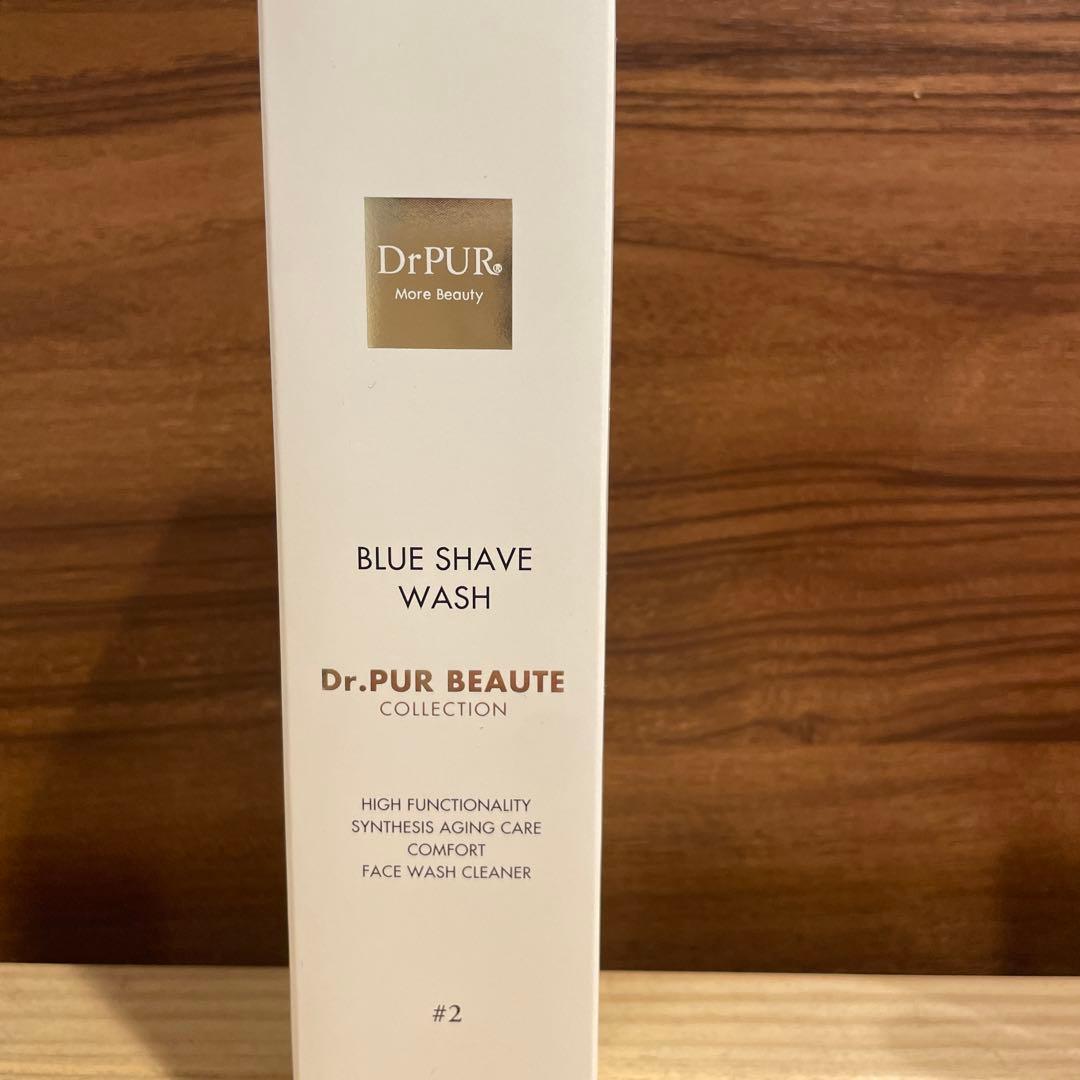 DrPUR®
More Beauty
BLUE SHAVE
WASH
Dr.PUR BEAUTE
COLLECTION
HIGH FUNCTIONALITY
SYNTHESIS AGING CARE
COMFORT
FACE WASH CLEANER
#2